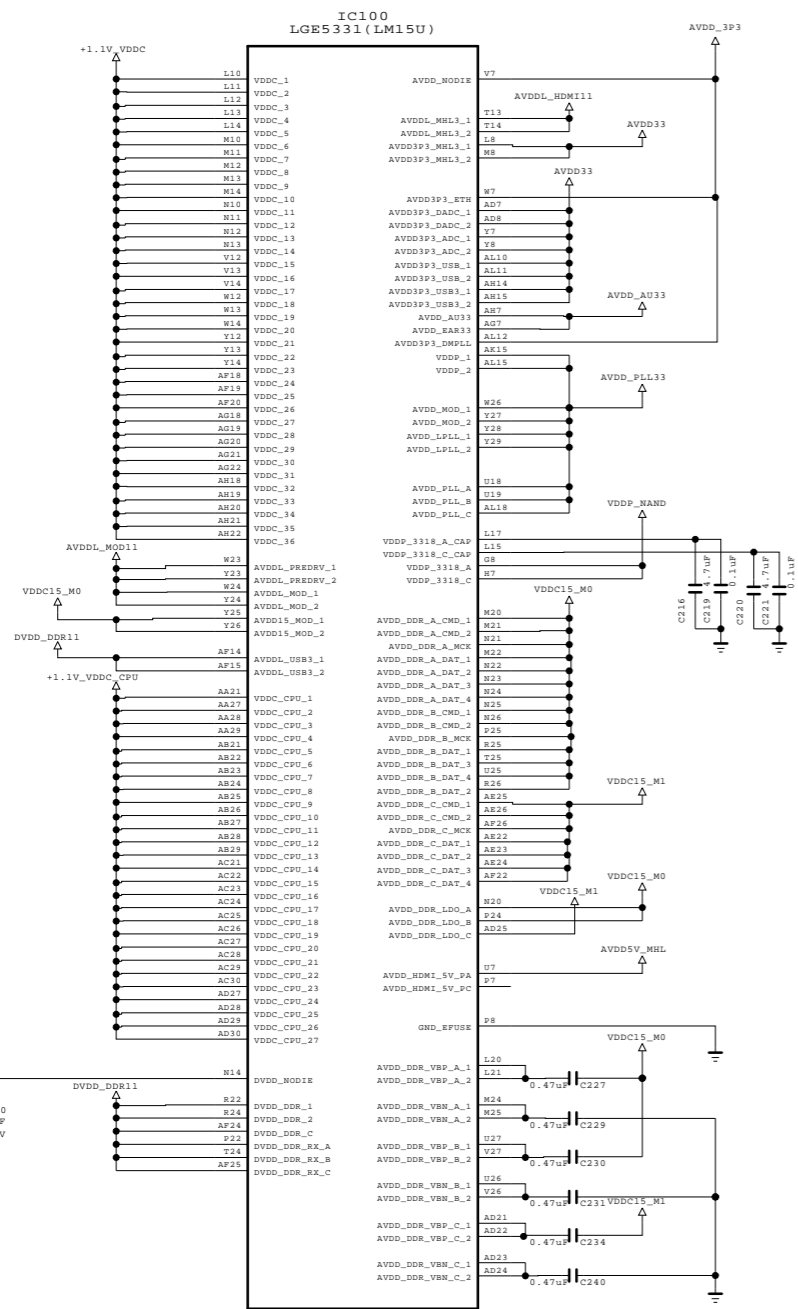 IC100
LGE5331(LM15U)
+1.1V_VDDC
L10 VDDC_1
L11 VDDC_2
L12 VDDC_3
L13 VDDC_4
L14 VDDC_5
M10 VDDC_6
M11 VDDC_7
M12 VDDC_8
M13 VDDC_9
M14 VDDC_10
N10 VDDC_11
N11 VDDC_12
N12 VDDC_13
N13 VDDC_14
V12 VDDC_15
V13 VDDC_16
V14 VDDC_17
W12 VDDC_18
W13 VDDC_19
W14 VDDC_20
Y12 VDDC_21
Y13 VDDC_22
Y14 VDDC_23
AF18 VDDC_24
AF19 VDDC_25
AF20 VDDC_26
AG18 VDDC_27
AG19 VDDC_28
AG20 VDDC_29
AG21 VDDC_30
AG22 VDDC_31
AH18 VDDC_32
AH19 VDDC_33
AH20 VDDC_34
AH21 VDDC_35
AH22 VDDC_36
AVDDL_MOD11
W23 AVDDL_PREDRV_1
Y23 AVDDL_PREDRV_2
W24 AVDDL_MOD_1
Y24 AVDDL_MOD_2
VDDC15_M0
Y25 AVDD15_MOD_1
Y26 AVDD15_MOD_2
DVDD_DDR11
AF14 AVDDL_USB3_1
AF15 AVDDL_USB3_2
+1.1V_VDDC_CPU
AA21 VDDC_CPU_1
AA27 VDDC_CPU_2
AA28 VDDC_CPU_3
AA29 VDDC_CPU_4
AB21 VDDC_CPU_5
AB22 VDDC_CPU_6
AB23 VDDC_CPU_7
AB24 VDDC_CPU_8
AB25 VDDC_CPU_9
AB26 VDDC_CPU_10
AB27 VDDC_CPU_11
AB28 VDDC_CPU_12
AB29 VDDC_CPU_13
AC21 VDDC_CPU_14
AC22 VDDC_CPU_15
AC23 VDDC_CPU_16
AC24 VDDC_CPU_17
AC25 VDDC_CPU_18
AC26 VDDC_CPU_19
AC27 VDDC_CPU_20
AC28 VDDC_CPU_21
AC29 VDDC_CPU_22
AC30 VDDC_CPU_23
AD27 VDDC_CPU_24
AD28 VDDC_CPU_25
AD29 VDDC_CPU_26
AD30 VDDC_CPU_27
N14 DVDD_NODIE
DVDD_DDR11
R22 DVDD_DDR_1
R24 DVDD_DDR_2
AF24 DVDD_DDR_C
P22 DVDD_DDR_RX_A
T24 DVDD_DDR_RX_B
AF25 DVDD_DDR_RX_C
0
F
V
AVDD_3P3
AVDD_NODIE V7
AVDDL_HDMI11
AVDDL_MHL3_1 T13
AVDDL_MHL3_2 T14
AVDD33
AVDD3P3_MHL3_1 L8
AVDD3P3_MHL3_2 M8
AVDD33
AVDD3P3_ETH W7
AVDD3P3_DADC_1 AD7
AVDD3P3_DADC_2 AD8
AVDD3P3_ADC_1 Y7
AVDD3P3_ADC_2 Y8
AVDD3P3_USB_1 AL10
AVDD3P3_USB_2 AL11
AVDD3P3_USB3_1 AH14
AVDD3P3_USB3_2 AH15
AVDD_AU33
AVDD_AU33 AH7
AVDD_EAR33 AG7
AVDD3P3_DMPLL AL12
VDDP_1 AK15
VDDP_2 AL15
AVDD_PLL33
AVDD_MOD_1 W26
AVDD_MOD_2 Y27
AVDD_LPLL_1 Y28
AVDD_LPLL_2 Y29
AVDD_PLL_A U18
AVDD_PLL_B U19
AVDD_PLL_C AL18
VDDP_NAND
VDDP_3318_A_CAP L17
VDDP_3318_C_CAP L15
VDDP_3318_A G8
VDDP_3318_C H7
C216 4.7uF
C219 0.1uF
C220 4.7uF
C221 0.1uF
VDDC15_M0
AVDD_DDR_A_CMD_1 M20
AVDD_DDR_A_CMD_2 M21
AVDD_DDR_A_MCK N21
AVDD_DDR_A_DAT_1 M22
AVDD_DDR_A_DAT_2 N22
AVDD_DDR_A_DAT_3 N23
AVDD_DDR_A_DAT_4 N24
AVDD_DDR_B_CMD_1 N25
AVDD_DDR_B_CMD_2 N26
AVDD_DDR_B_MCK P25
AVDD_DDR_B_DAT_1 R25
AVDD_DDR_B_DAT_3 T25
AVDD_DDR_B_DAT_4 U25
AVDD_DDR_B_DAT_2 R26
VDDC15_M1
AVDD_DDR_C_CMD_1 AE25
AVDD_DDR_C_CMD_2 AE26
AVDD_DDR_C_MCK AF26
AVDD_DDR_C_DAT_1 AE22
AVDD_DDR_C_DAT_2 AE23
AVDD_DDR_C_DAT_3 AE24
AVDD_DDR_C_DAT_4 AF22
VDDC15_M1
VDDC15_M0
AVDD_DDR_LDO_A N20
AVDD_DDR_LDO_B P24
AVDD_DDR_LDO_C AD25
AVDD5V_MHL
AVDD_HDMI_5V_PA U7
AVDD_HDMI_5V_PC P7
GND_EFUSE P8
VDDC15_M0
AVDD_DDR_VBP_A_1 L20
AVDD_DDR_VBP_A_2 L21
0.47uF C227
AVDD_DDR_VBN_A_1 M24
AVDD_DDR_VBN_A_2 M25
0.47uF C229
AVDD_DDR_VBP_B_1 U27
AVDD_DDR_VBP_B_2 V27
0.47uF C230
AVDD_DDR_VBN_B_1 U26
AVDD_DDR_VBN_B_2 V26
0.47uF C231
VDDC15_M1
AVDD_DDR_VBP_C_1 AD21
AVDD_DDR_VBP_C_2 AD22
0.47uF C234
AVDD_DDR_VBN_C_1 AD23
AVDD_DDR_VBN_C_2 AD24
0.47uF C240